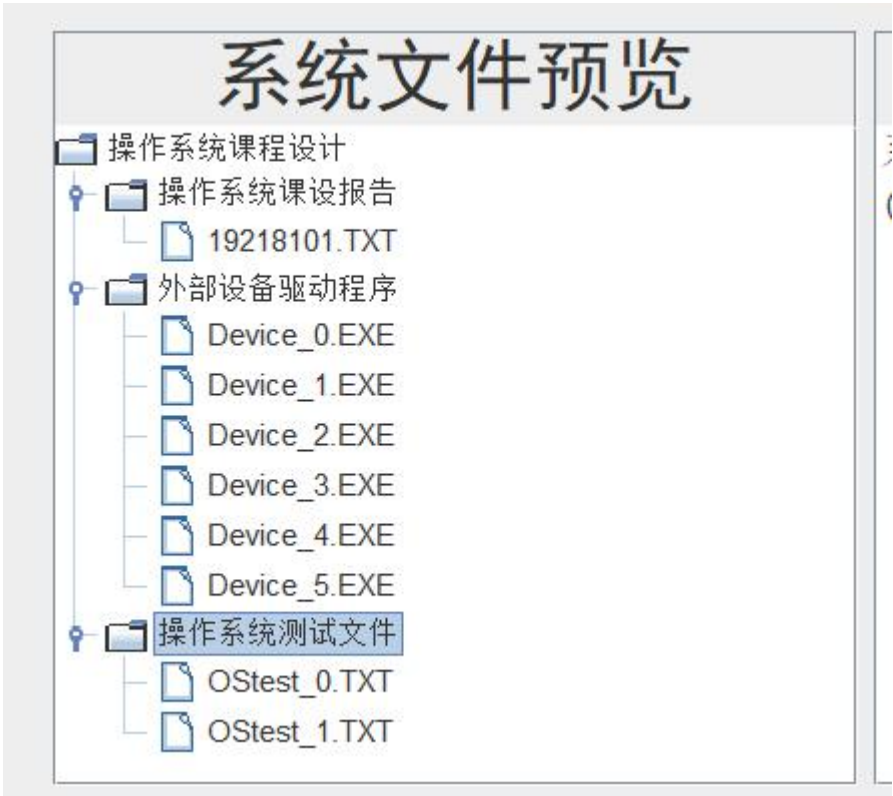 系统文件预览
操作系统课程设计
操作系统课设报告
19218101.TXT
外部设备驱动程序
Device_0.EXE
Device_1.EXE
Device_2.EXE
Device_3.EXE
Device_4.EXE
Device_5.EXE
操作系统测试文件
OStest_0.TXT
OStest_1.TXT